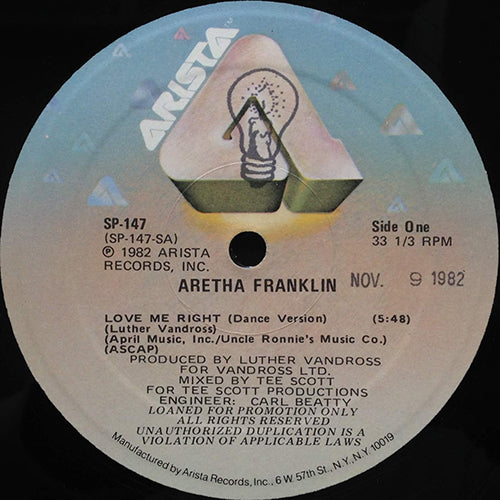 ARISTA
SP-147
(SP-147-SA)
℗ 1982 ARISTA
RECORDS, INC.
Side One
33 1/3 RPM
ARETHA FRANKLIN
NOV. 9 1982
LOVE ME RIGHT (Dance Version) (5:48)
(Luther Vandross)
(April Music, Inc./Uncle Ronnie's Music Co.)
(ASCAP)
PRODUCED BY LUTHER VANDROSS
FOR VANDROSS LTD.
MIXED BY TEE SCOTT
FOR TEE SCOTT PRODUCTIONS
ENGINEER: CARL BEATTY
LOANED FOR PROMOTION ONLY
ALL RIGHTS RESERVED
UNAUTHORIZED DUPLICATION IS A
VIOLATION OF APPLICABLE LAWS
Manufactured by Arista Records, Inc., 6 W. 57th St., N.Y., N.Y. 10019